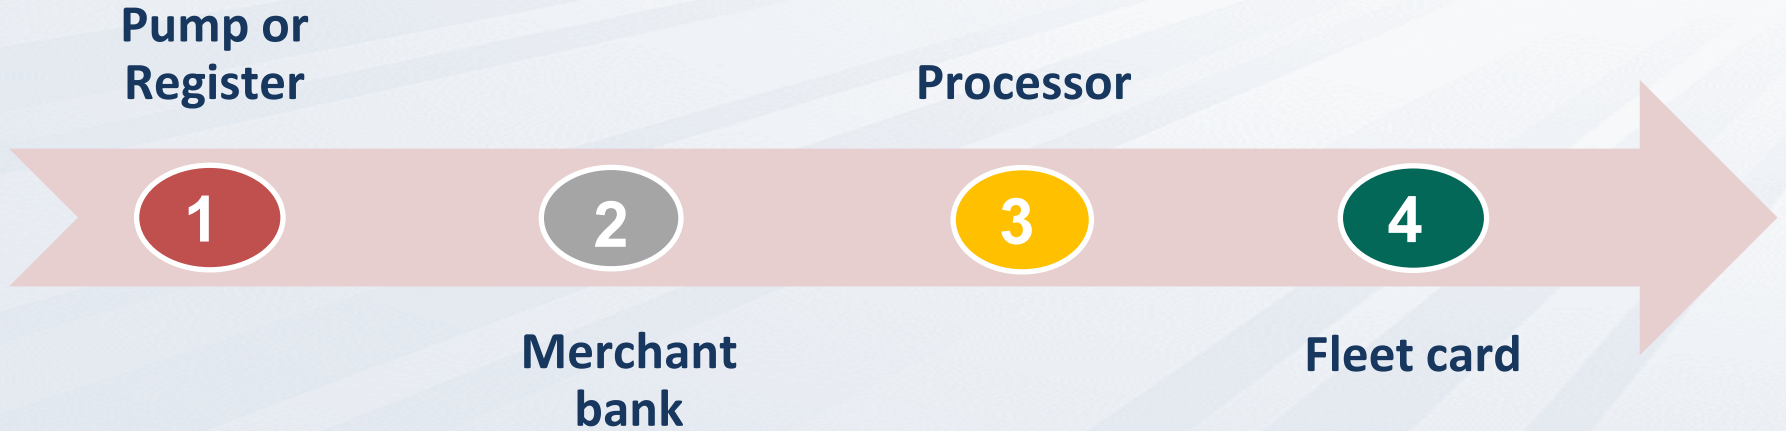 Pump or
Register
1
Merchant
bank
2
Processor
3
Fleet card
4